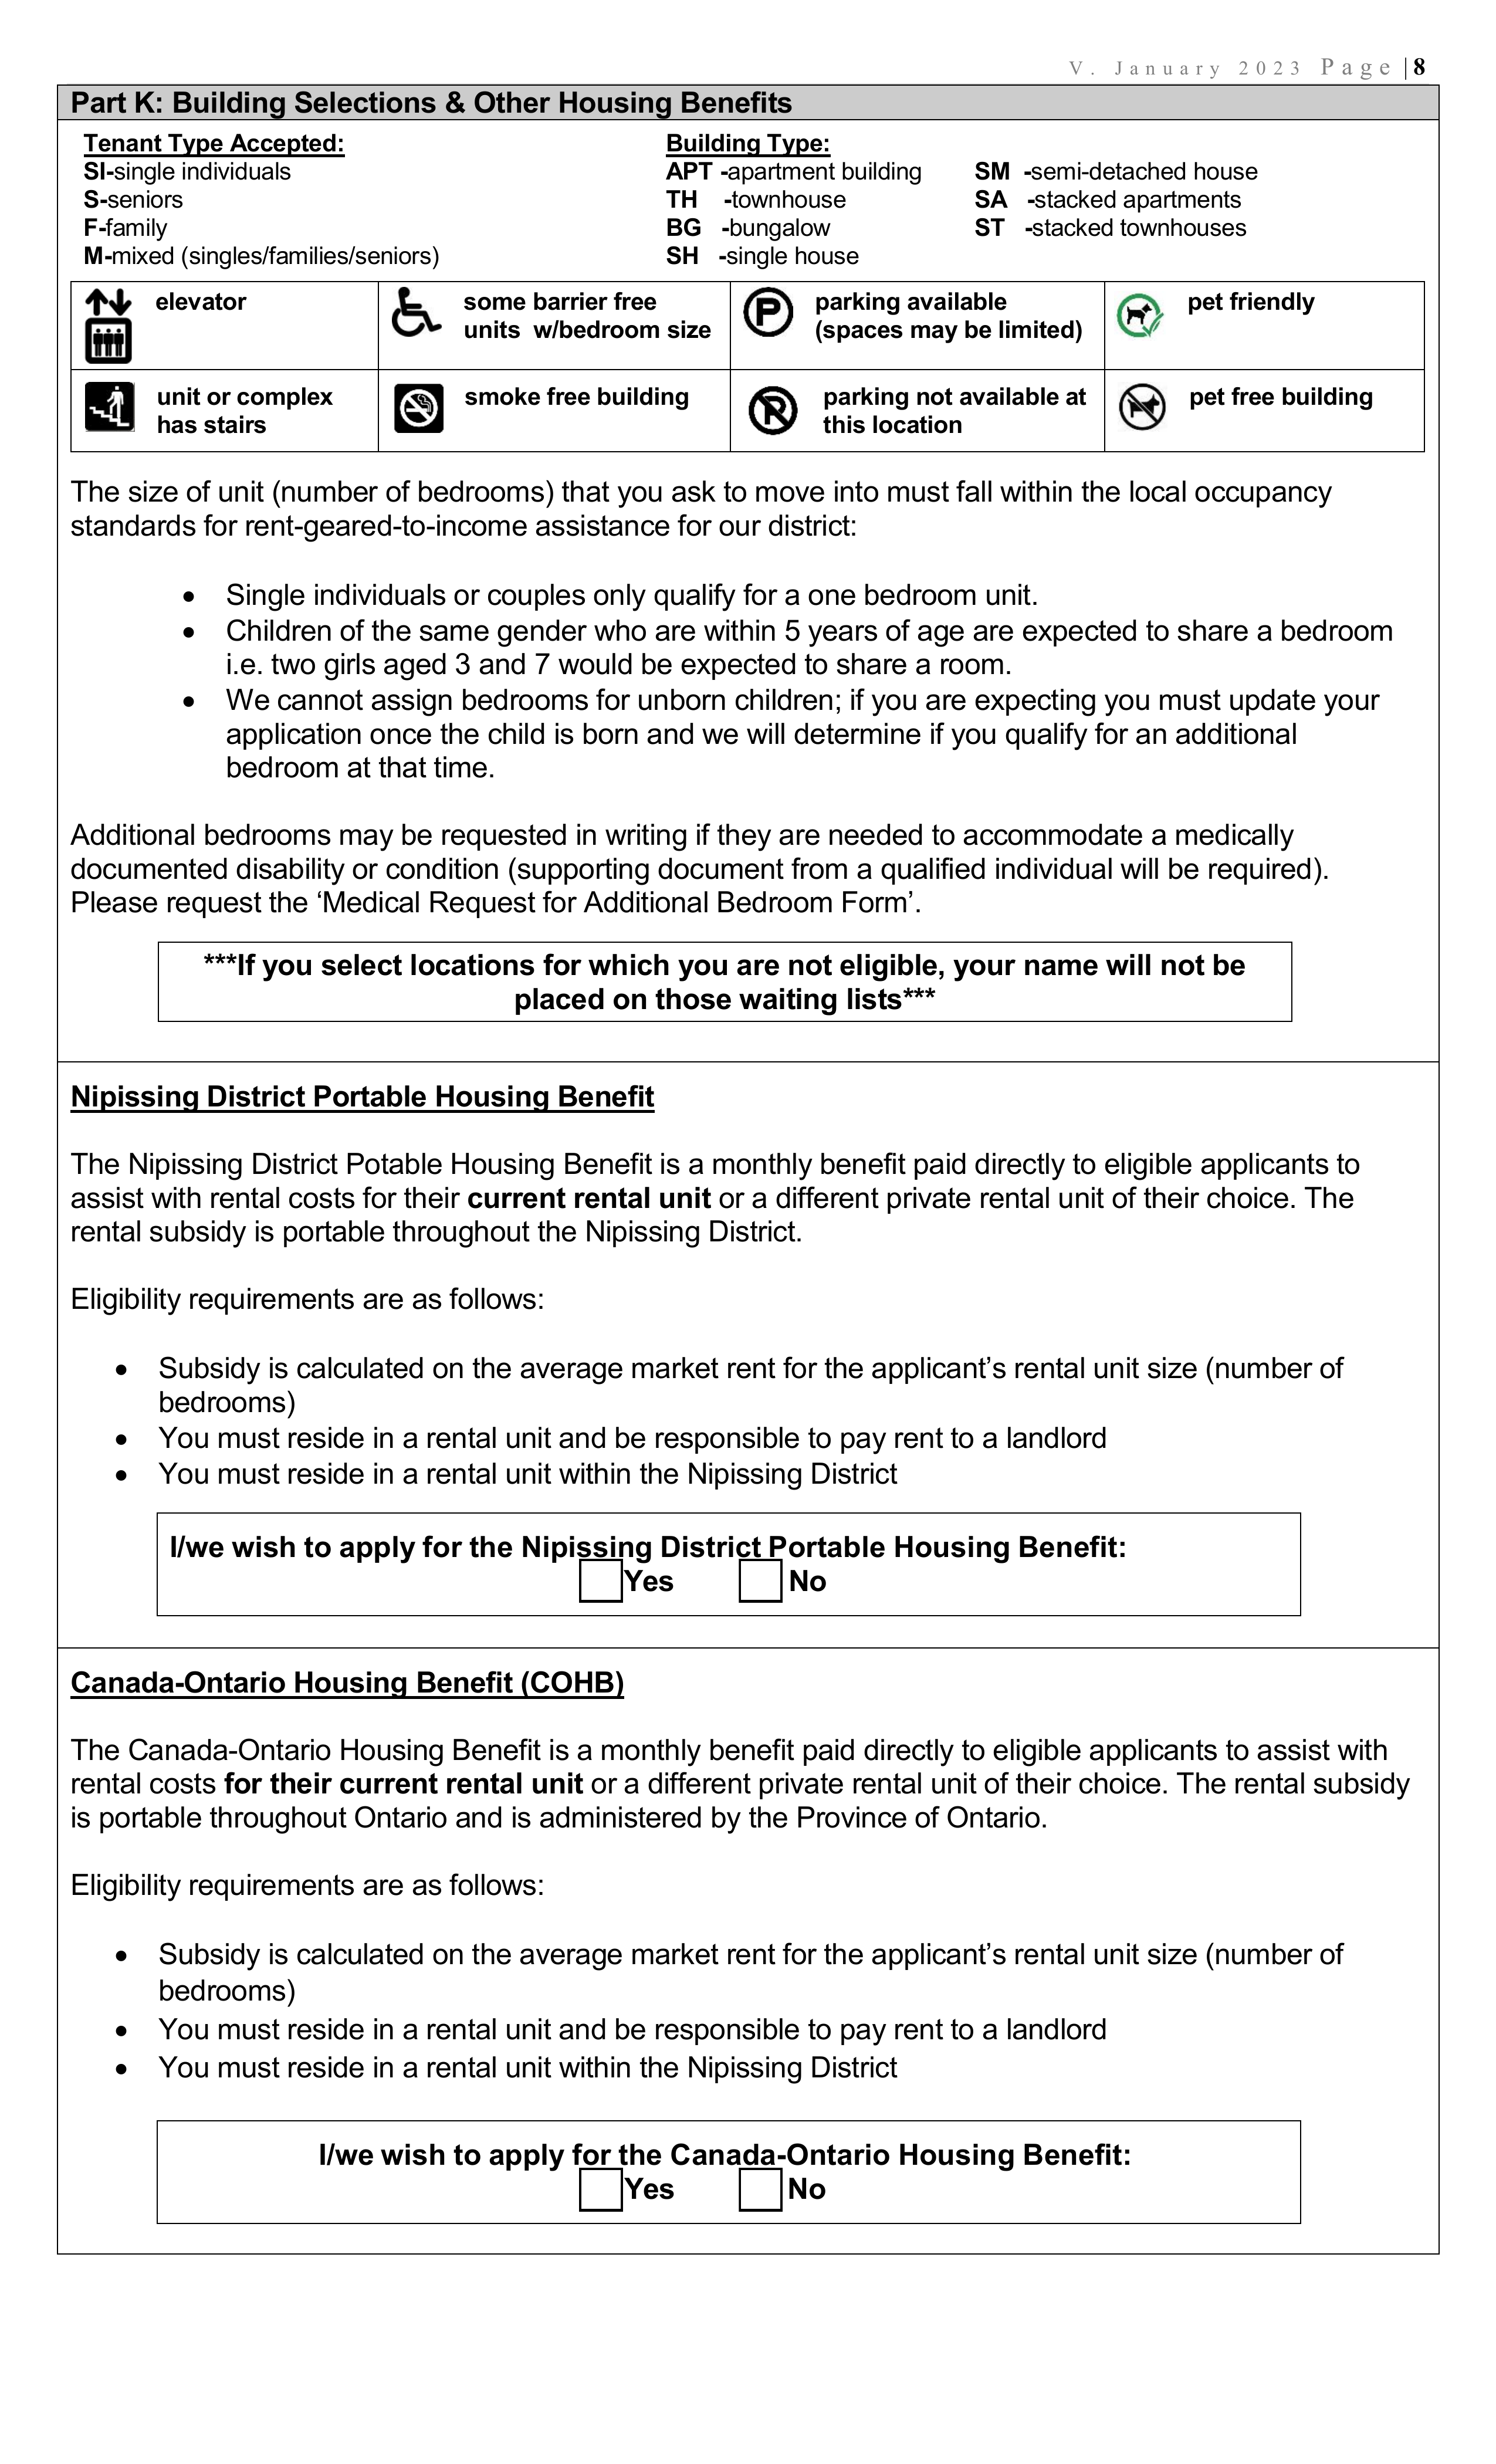 V. January 2023 Page |8
Part K: Building Selections & Other Housing Benefits
Tenant Type Accepted:
SI-single individuals
S-seniors
F-family
M-mixed (singles/families/seniors)
Building Type:
APT -apartment building
TH -townhouse
BG -bungalow
SH -single house
SM -semi-detached house
SA -stacked apartments
ST -stacked townhouses
elevator
some barrier free
units w/bedroom size
P
parking available
(spaces may be limited)
pet friendly
unit or complex
has stairs
smoke free building
P
parking not available at
this location
pet free building
The size of unit (number of bedrooms) that you ask to move into must fall within the local occupancy
standards for rent-geared-to-income assistance for our district:
• Single individuals or couples only qualify for a one bedroom unit.
• Children of the same gender who are within 5 years of age are expected to share a bedroom
i.e. two girls aged 3 and 7 would be expected to share a room.
• We cannot assign bedrooms for unborn children; if you are expecting you must update your
application once the child is born and we will determine if you qualify for an additional
bedroom at that time.
Additional bedrooms may be requested in writing if they are needed to accommodate a medically
documented disability or condition (supporting document from a qualified individual will be required).
Please request the ‘Medical Request for Additional Bedroom Form’.
***If you select locations for which you are not eligible, your name will not be
placed on those waiting lists***
Nipissing District Portable Housing Benefit
The Nipissing District Potable Housing Benefit is a monthly benefit paid directly to eligible applicants to
assist with rental costs for their current rental unit or a different private rental unit of their choice. The
rental subsidy is portable throughout the Nipissing District.
Eligibility requirements are as follows:
• Subsidy is calculated on the average market rent for the applicant’s rental unit size (number of
bedrooms)
• You must reside in a rental unit and be responsible to pay rent to a landlord
• You must reside in a rental unit within the Nipissing District
I/we wish to apply for the Nipissing District Portable Housing Benefit:
Yes No
Canada-Ontario Housing Benefit (COHB)
The Canada-Ontario Housing Benefit is a monthly benefit paid directly to eligible applicants to assist with
rental costs for their current rental unit or a different private rental unit of their choice. The rental subsidy
is portable throughout Ontario and is administered by the Province of Ontario.
Eligibility requirements are as follows:
• Subsidy is calculated on the average market rent for the applicant’s rental unit size (number of
bedrooms)
• You must reside in a rental unit and be responsible to pay rent to a landlord
• You must reside in a rental unit within the Nipissing District
I/we wish to apply for the Canada-Ontario Housing Benefit:
Yes No